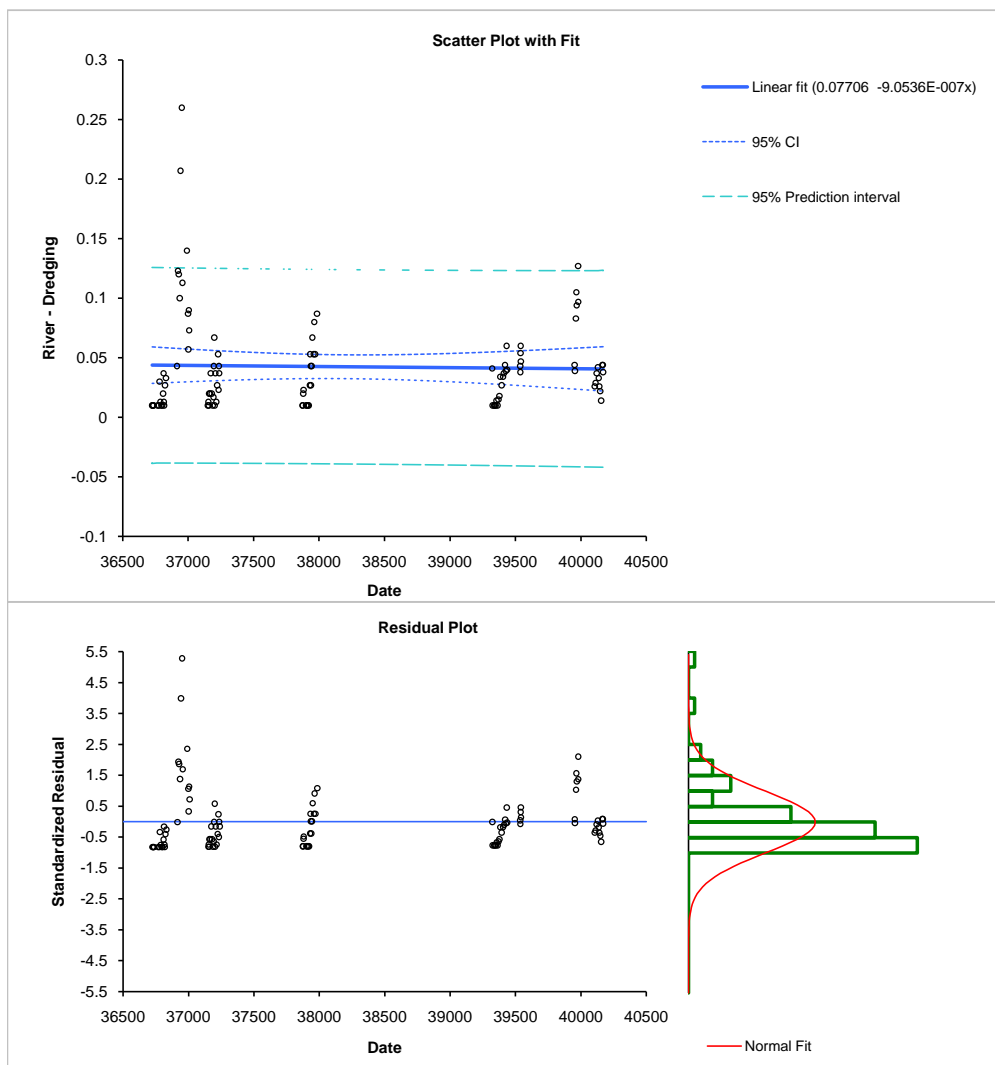 Scatter Plot with Fit
0.3
0.25
0.2
0.15
0.1
0.05
0
-0.05
-0.1
River - Dredging
36500 37000 37500 38000 38500 39000 39500 40000 40500
Date
Linear fit (0.07706 -9.0536E-007x)
95% CI
95% Prediction interval
Residual Plot
5.5
4.5
3.5
2.5
1.5
0.5
-0.5
-1.5
-2.5
-3.5
-4.5
-5.5
Standardized Residual
36500 37000 37500 38000 38500 39000 39500 40000 40500
Date
Normal Fit